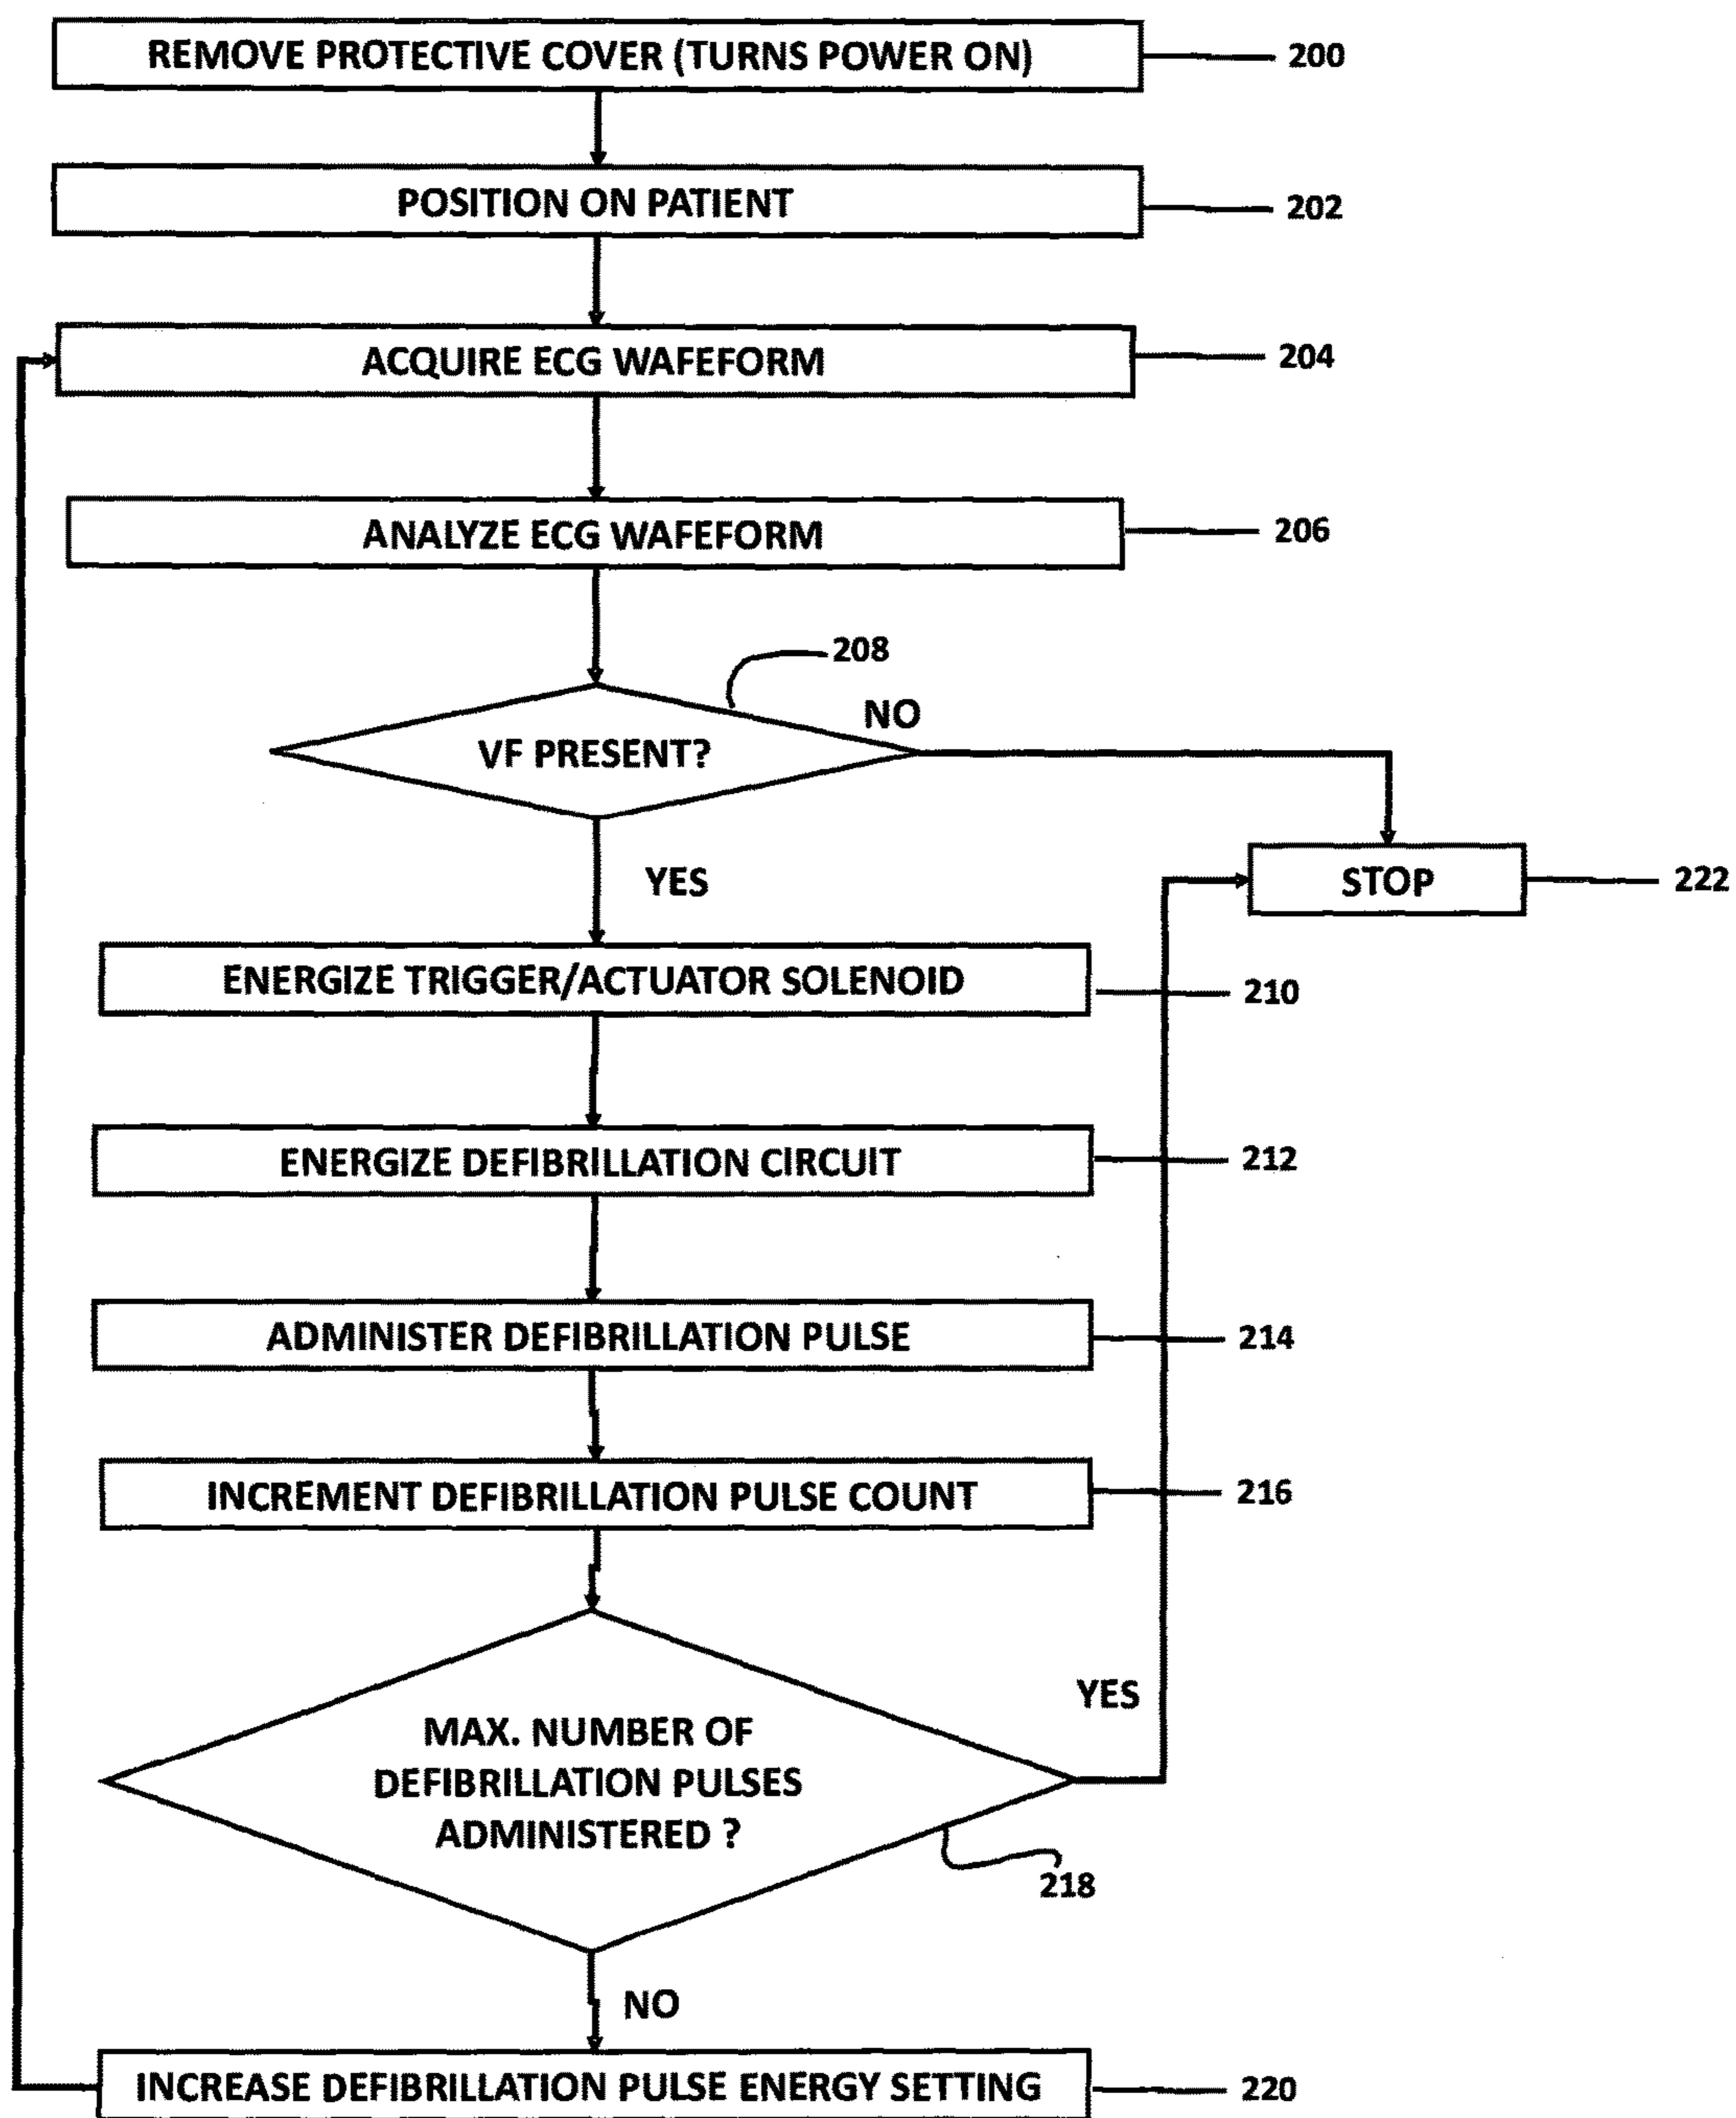 REMOVE PROTECTIVE COVER (TURNS POWER ON)
200
POSITION ON PATIENT
202
ACQUIRE ECG WAFEFORM
204
ANALYZE ECG WAFEFORM
206
208
NO
VF PRESENT?
YES
STOP
222
ENERGIZE TRIGGER/ACTUATOR SOLENOID
210
ENERGIZE DEFIBRILLATION CIRCUIT
212
ADMINISTER DEFIBRILLATION PULSE
214
INCREMENT DEFIBRILLATION PULSE COUNT
216
YES
MAX. NUMBER OF
DEFIBRILLATION PULSES
ADMINISTERED ?
218
NO
INCREASE DEFIBRILLATION PULSE ENERGY SETTING
220